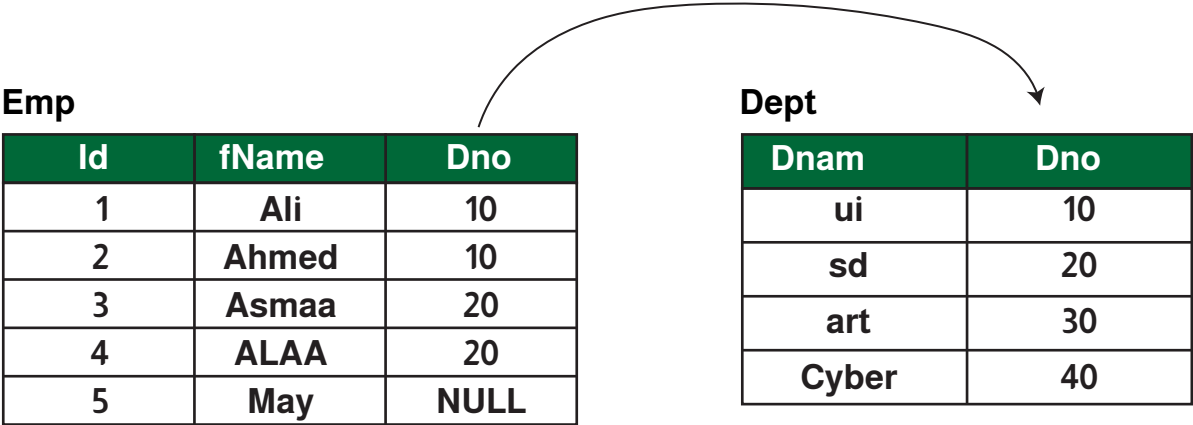 Emp
Id fName Dno
1 Ali 10
2 Ahmed 10
3 Asmaa 20
4 ALAA 20
5 May NULL
Dept
Dnam Dno
ui 10
sd 20
art 30
Cyber 40